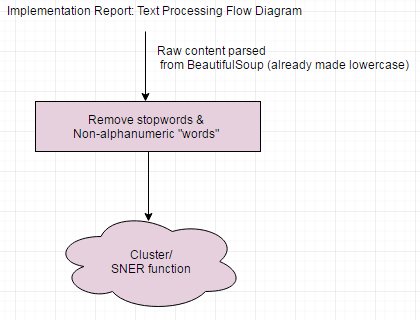 Implementation Report: Text Processing Flow Diagram
Raw content parsed
from BeautifulSoup (already made lowercase)
Remove stopwords &
Non-alphanumeric "words"
Cluster/
SNER function